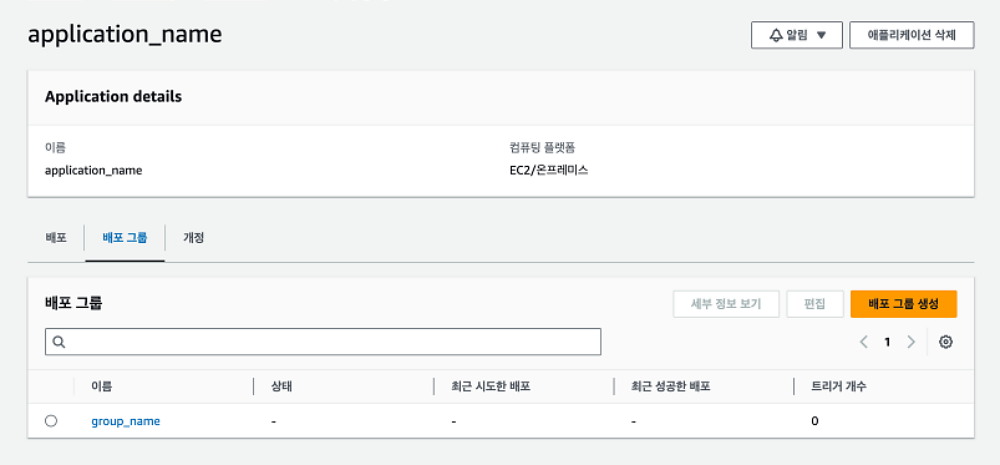 application_name
알림 ▼
애플리케이션 삭제
Application details
이름
컴퓨팅 플랫폼
application_name
EC2/온프레미스
배포
배포 그룹
개정
배포 그룹
세부 정보 보기
편집
배포 그룹 생성
1
이름 상태 최근 시도한 배포 최근 성공한 배포 트리거 개수
group_name - - - 0